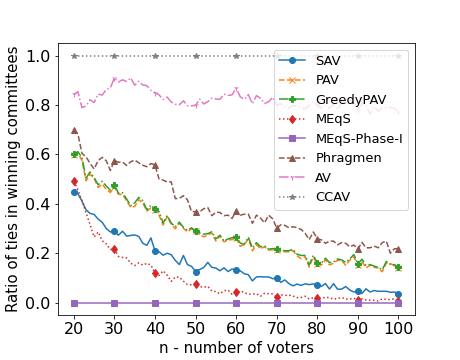 1.0
0.8
0.6
0.4
0.2
0.0
Ratio of ties in winning committees
SAV
PAV
GreedyPAV
MEqS
MEqS-Phase-I
Phragmen
AV
CCAV
20 30 40 50 60 70 80 90 100
n - number of voters